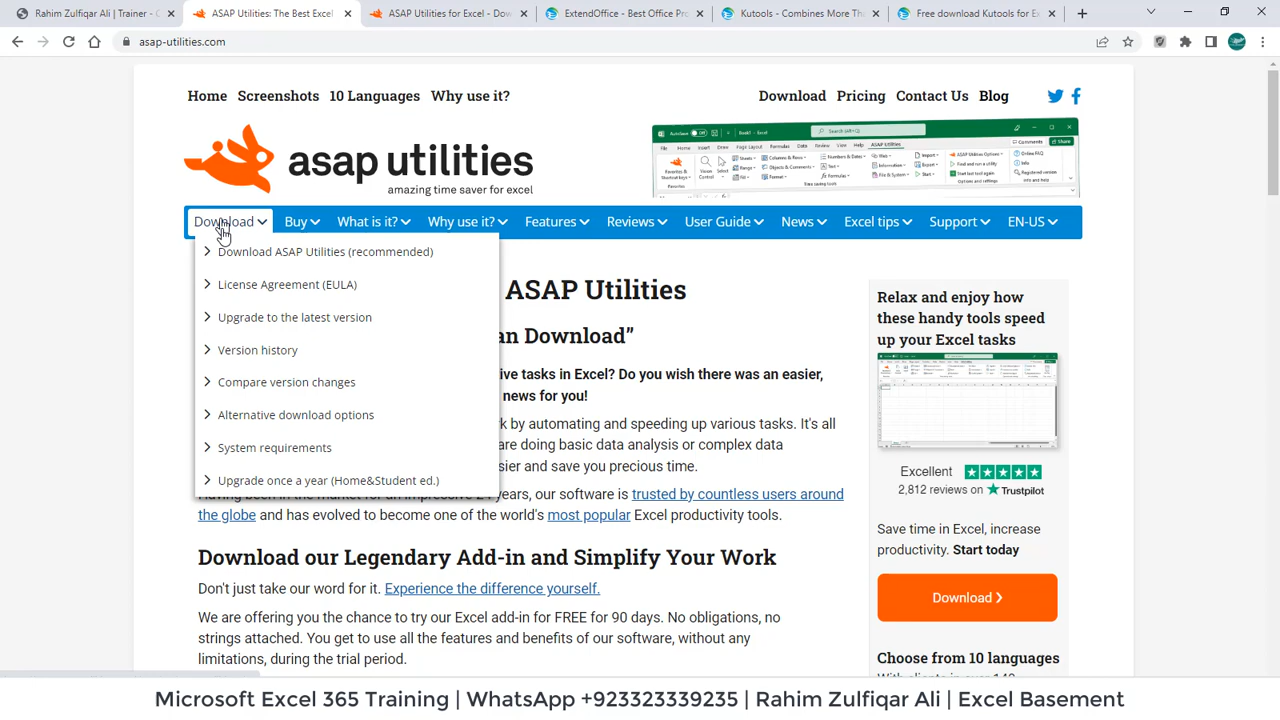 Rahim Zulfiqar Ali | Trainer - C
ASAP Utilities: The Best Excel
ASAP Utilities for Excel - Dow
ExtendOffice - Best Office Pro
Kutools - Combines More Th
Free download Kutools for E
asap-utilities.com
Home Screenshots 10 Languages Why use it?
Download Pricing Contact Us Blog
asap utilities
amazing time saver for excel
Download Buy What is it? Why use it? Features Reviews User Guide News Excel tips Support EN-US
Download ASAP Utilities (recommended)
License Agreement (EULA)
Upgrade to the latest version
Version history
Compare version changes
Alternative download options
System requirements
Upgrade once a year (Home&Student ed.)
ASAP Utilities
an Download”
ive tasks in Excel? Do you wish there was an easier,
news for you!
k by automating and speeding up various tasks. It's all
are doing basic data analysis or complex data
sier and save you precious time.
Having been in the market for an impressive 24 years, our software is trusted by countless users around
the globe and has evolved to become one of the world's most popular Excel productivity tools.
Download our Legendary Add-in and Simplify Your Work
Don't just take our word for it. Experience the difference yourself.
We are offering you the chance to try our Excel add-in for FREE for 90 days. No obligations, no
strings attached. You get to use all the features and benefits of our software, without any
limitations, during the trial period.
Relax and enjoy how
these handy tools speed
up your Excel tasks
Excellent
2,812 reviews on Trustpilot
Save time in Excel, increase
productivity. Start today
Download
Choose from 10 languages
Microsoft Excel 365 Training | WhatsApp +923323339235 | Rahim Zulfiqar Ali | Excel Basement